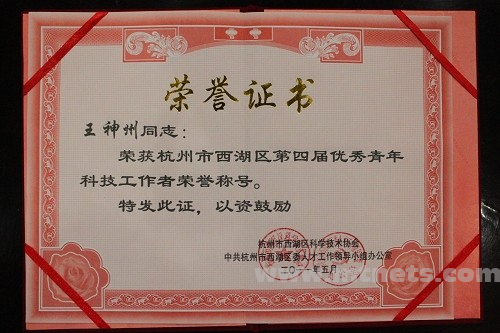 荣誉证书
王神州同志：
荣获杭州市西湖区第四届优秀青年
科技工作者荣誉称号。
特发此证，以资鼓励
杭州市西湖区科学技术协会
中共杭州市西湖区委人才工作领导小组办公室
二〇一一年五月